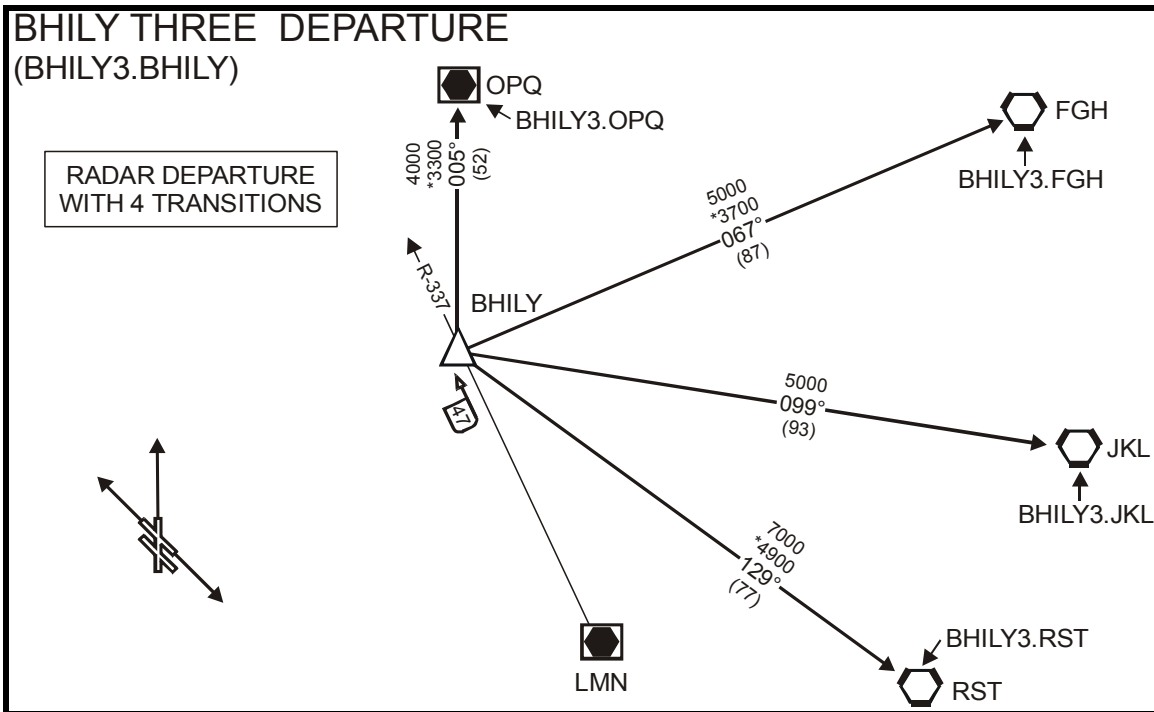 BHILY THREE DEPARTURE
(BHILY3.BHILY)
RADAR DEPARTURE
WITH 4 TRANSITIONS
OPQ
BHILY3.OPQ
4000
*3300
005°
(52)
FGH
BHILY3.FGH
5000
*3700
067°
(87)
R-337
BHILY
47
5000
099°
(93)
JKL
BHILY3.JKL
7000
*4900
129°
(77)
BHILY3.RST
RST
LMN